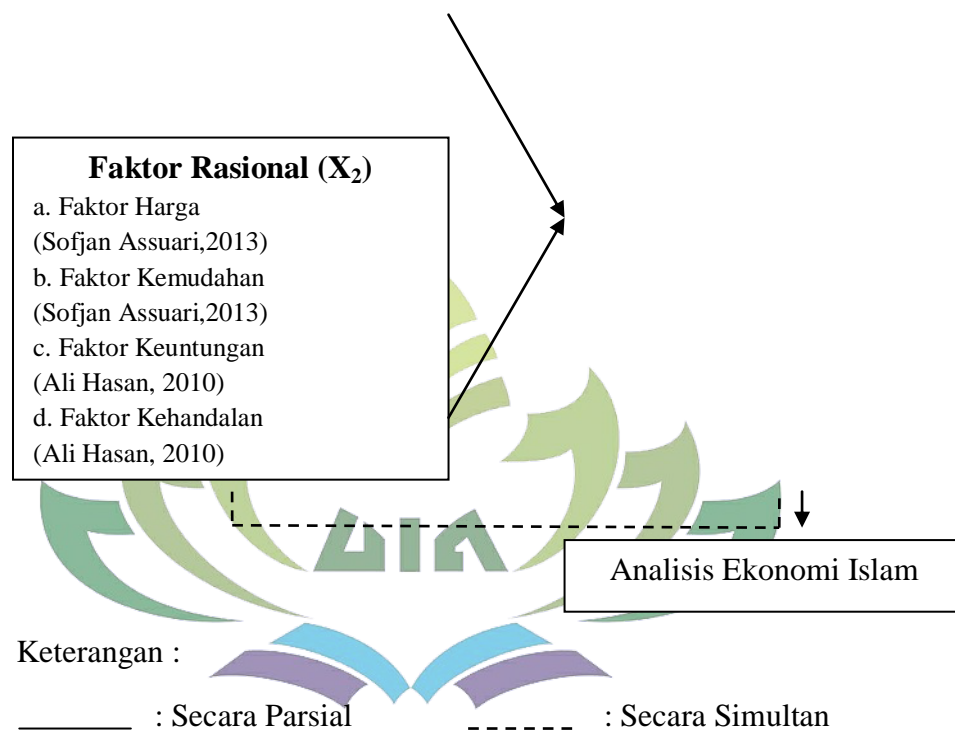 Faktor Rasional (X₂)
a. Faktor Harga
(Sofjan Assuari,2013)
b. Faktor Kemudahan
(Sofjan Assuari,2013)
c. Faktor Keuntungan
(Ali Hasan, 2010)
d. Faktor Kehandalan
(Ali Hasan, 2010)
UIN
Analisis Ekonomi Islam
Keterangan :
: Secara Parsial : Secara Simultan